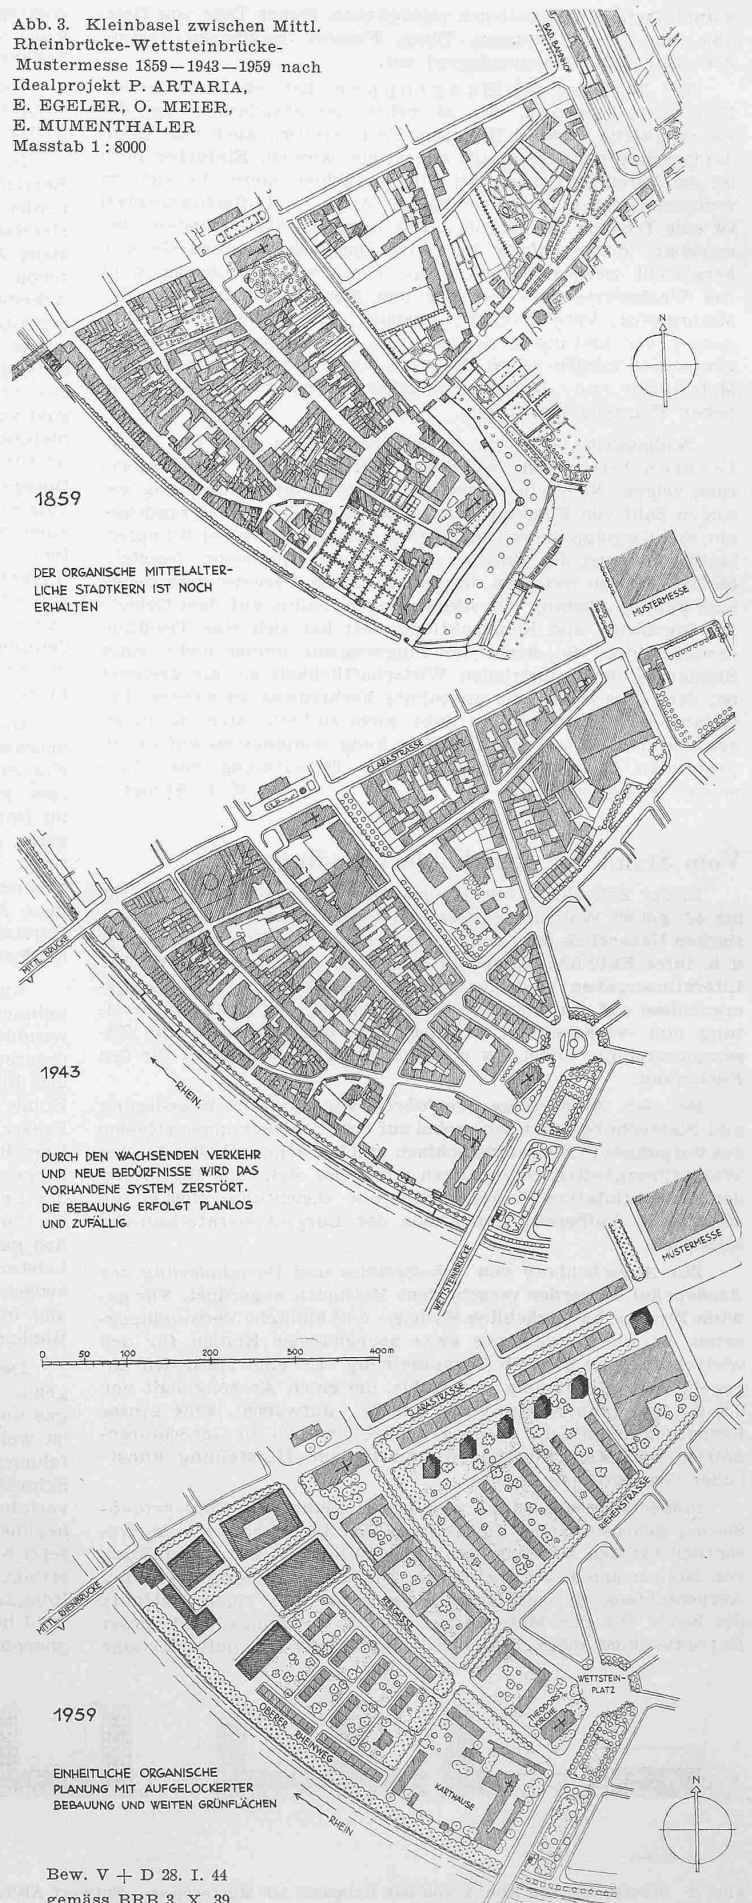 Abb. 3. Kleinbasel zwischen Mittl.
Rheinbrücke-Wettsteinbrücke-
Mustermesse 1859—1943—1959 nach
Idealprojekt P. ARTARIA,
E. EGELER, O. MEIER,
E. MUMENTHALER
Masstab 1 : 8000
BAD. BAHNHOF
N
1859
DER ORGANISCHE MITTELALTER-
LICHE STADTKERN IST NOCH
ERHALTEN
MUSTERMESSE
CLARASTRASSE
MITTL. BRÜCKE
1943
RHEIN
DURCH DEN WACHSENDEN VERKEHR
UND NEUE BEDÜRFNISSE WIRD DAS
VORHANDENE SYSTEM ZERSTÖRT.
DIE BEBAUUNG ERFOLGT PLANLOS
UND ZUFÄLLIG
WETTSTEINBRÜCKE
MUSTERMESSE
0 50 100 200 300 400m
CLARASTRASSE
RIEHENSTRASSE
MITTL. RHEINBRÜCKE
REBGASSE
WETTSTEIN-
PLATZ
THEODORS-
KIRCHE
OBERER RHEINWEG
KARTHAUSE
1959
EINHEITLICHE ORGANISCHE
PLANUNG MIT AUFGELOCKERTER
BEBAUUNG UND WEITEN GRÜNFLÄCHEN
RHEIN
N
Bew. V + D 28. I. 44
gemäss BRB 3. X. 39